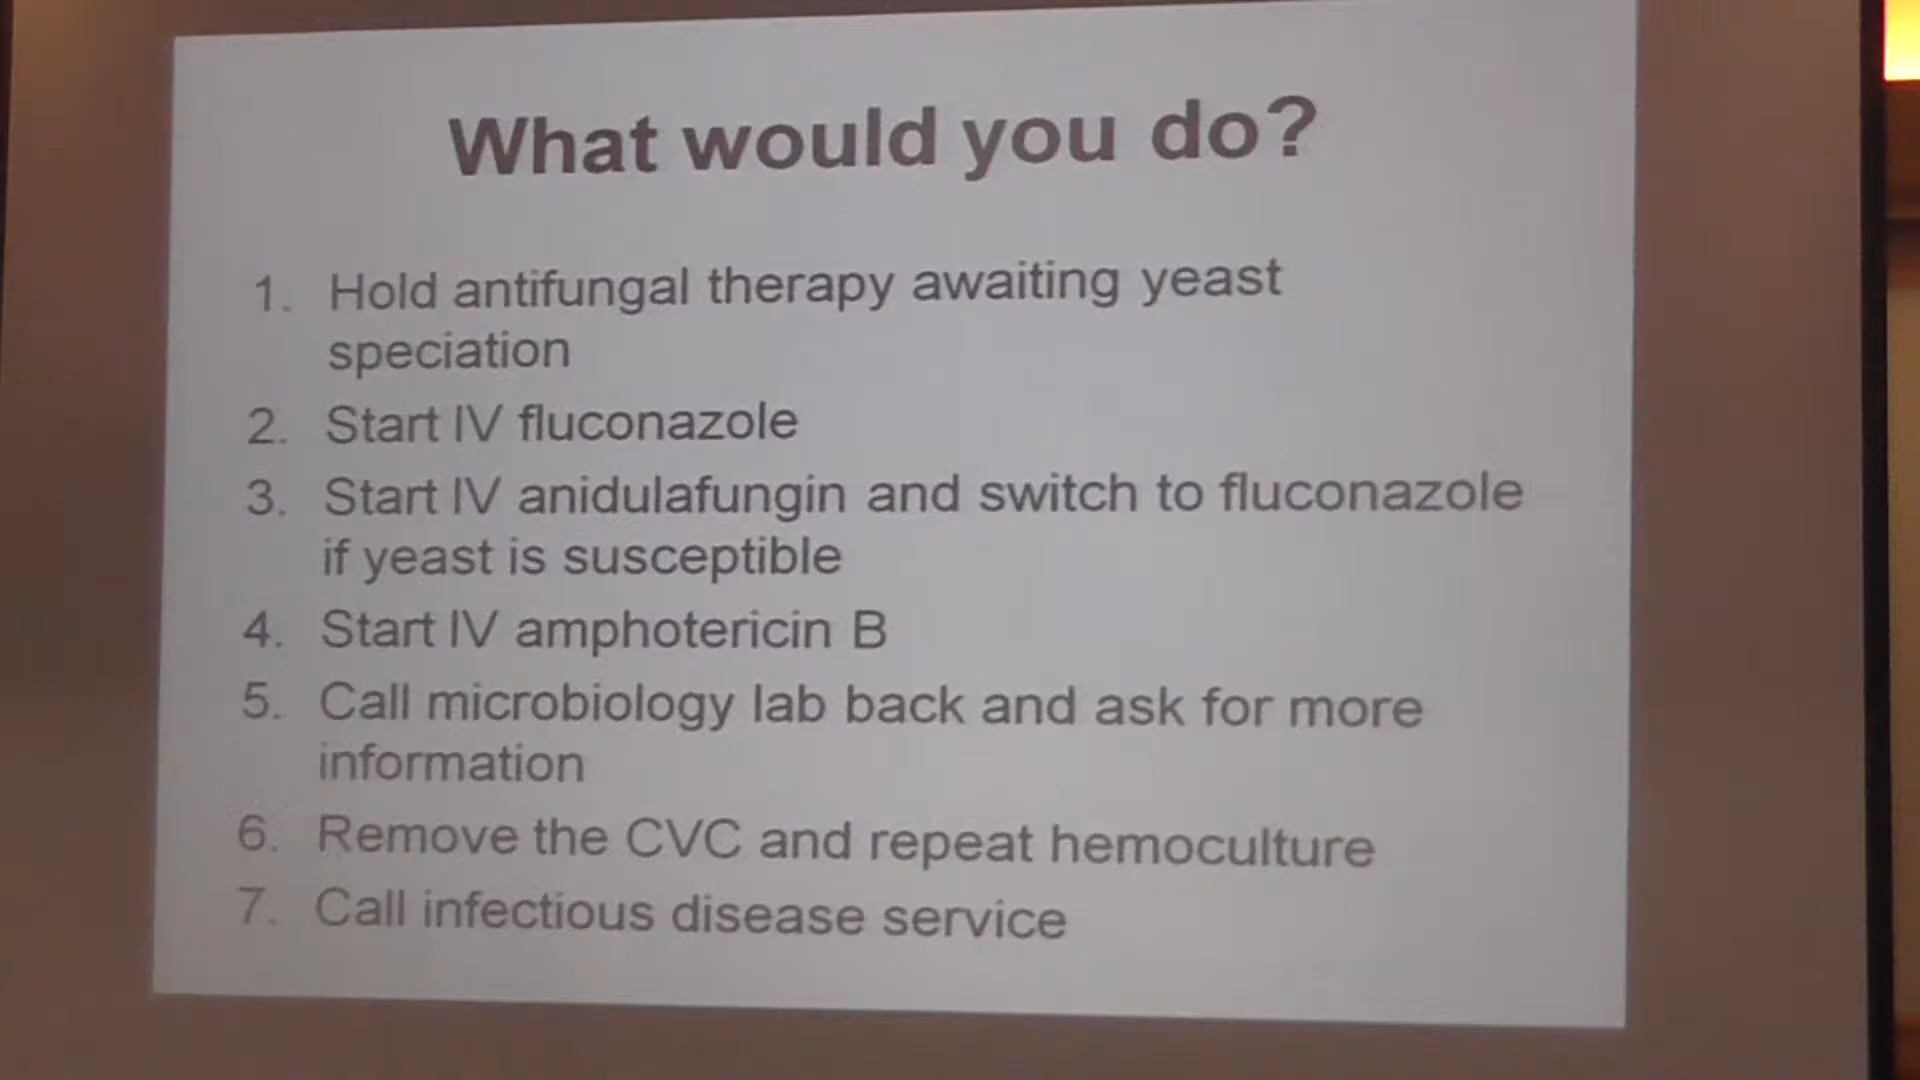 What would you do?
1. Hold antifungal therapy awaiting yeast
speciation
2. Start IV fluconazole
3. Start IV anidulafungin and switch to fluconazole
if yeast is susceptible
4. Start IV amphotericin B
5. Call microbiology lab back and ask for more
information
6. Remove the CVC and repeat hemoculture
7. Call infectious disease service